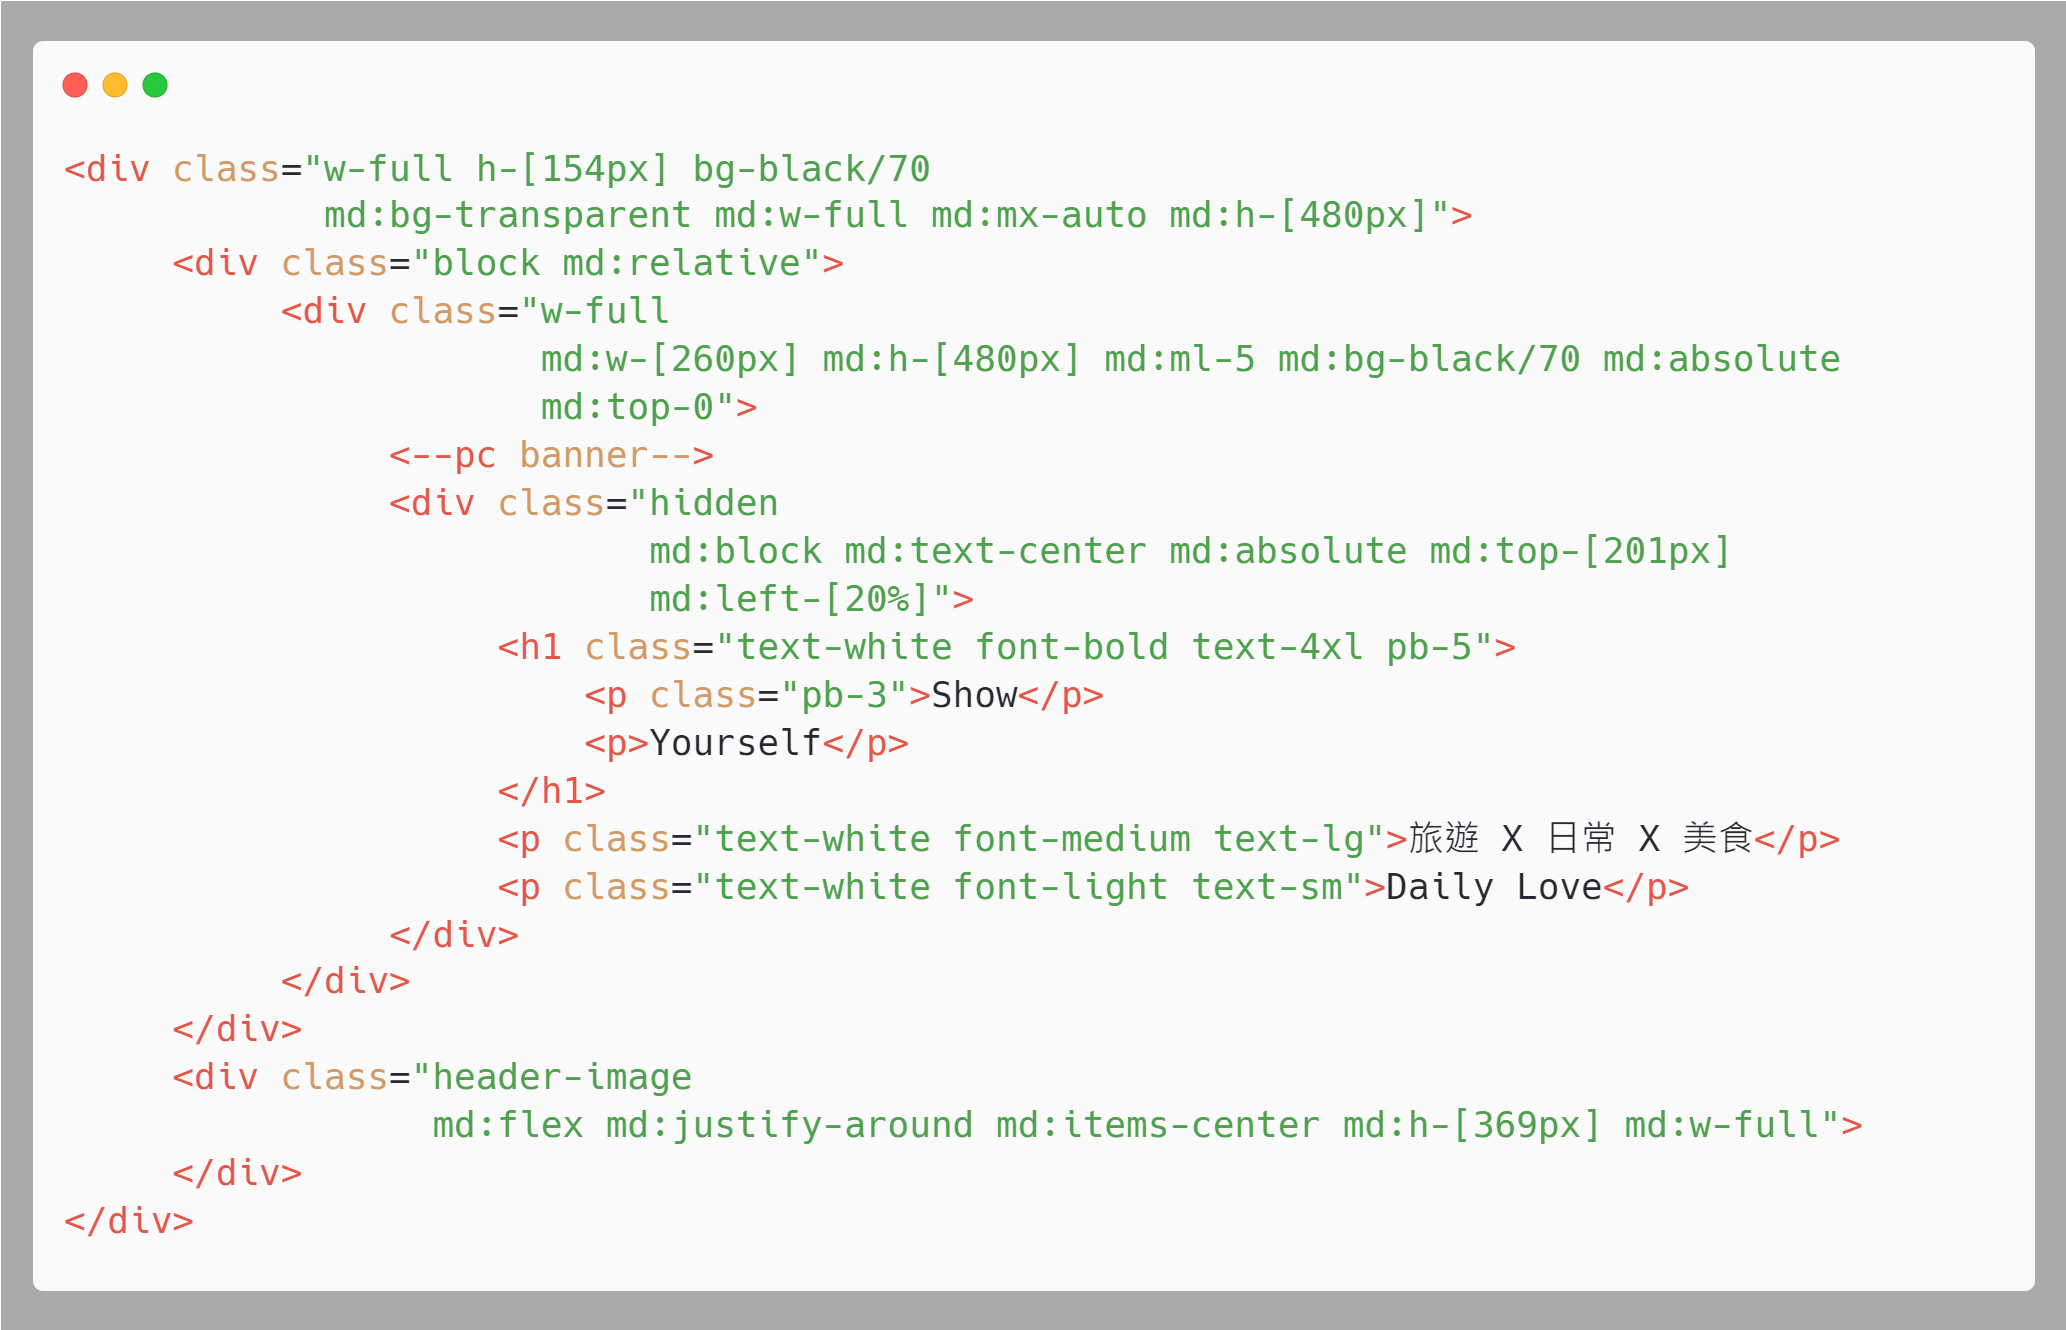 <div class="w-full h-[154px] bg-black/70
            md:bg-transparent md:w-full md:mx-auto md:h-[480px]">
     <div class="block md:relative">
          <div class="w-full
                      md:w-[260px] md:h-[480px] md:ml-5 md:bg-black/70 md:absolute
                      md:top-0">
               <--pc banner-->
               <div class="hidden
                           md:block md:text-center md:absolute md:top-[201px]
                           md:left-[20%]">
                    <h1 class="text-white font-bold text-4xl pb-5">
                        <p class="pb-3">Show</p>
                        <p>Yourself</p>
                    </h1>
                    <p class="text-white font-medium text-lg">旅遊 X 日常 X 美食</p>
                    <p class="text-white font-light text-sm">Daily Love</p>
               </div>
          </div>
     </div>
     <div class="header-image
                 md:flex md:justify-around md:items-center md:h-[369px] md:w-full">
     </div>
</div>